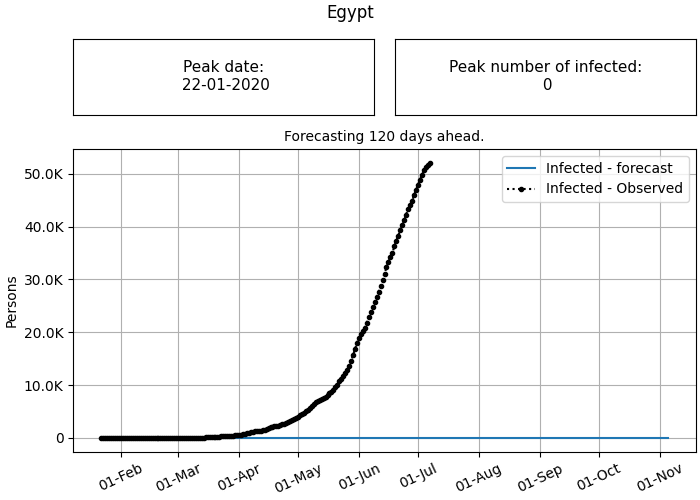 Egypt
Peak date:
22-01-2020
Peak number of infected:
0
Forecasting 120 days ahead.
Infected - forecast
Infected - Observed
Persons
50.0K
40.0K
30.0K
20.0K
10.0K
0
01-Feb
01-Mar
01-Apr
01-May
01-Jun
01-Jul
01-Aug
01-Sep
01-Oct
01-Nov